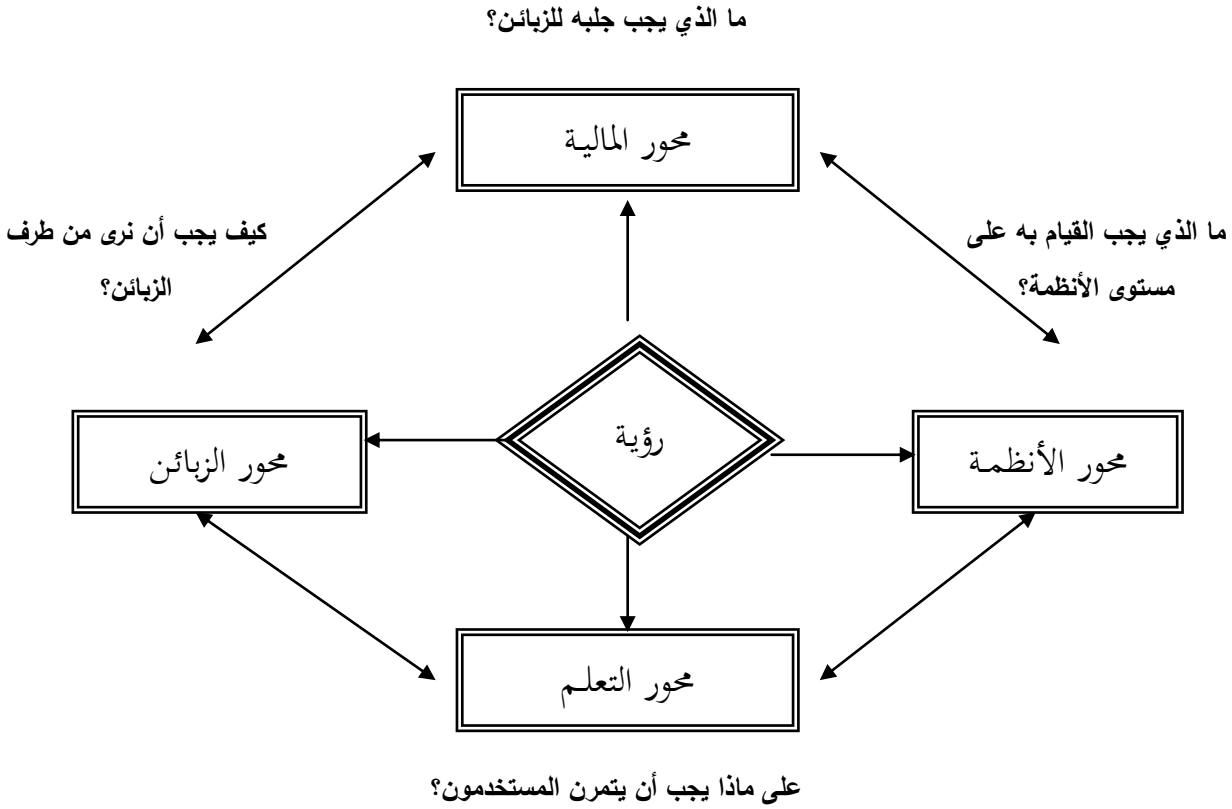 ما الذي يجب جلبه للزبائن؟
محور المالية
ما الذي يجب القيام به على
مستوى الأنظمة؟
كيف يجب أن نرى من طرف
الزبائن؟
محور الأنظمة
رؤية
محور الزبائن
محور التعلم
على ماذا يجب أن يتمرن المستخدمون؟